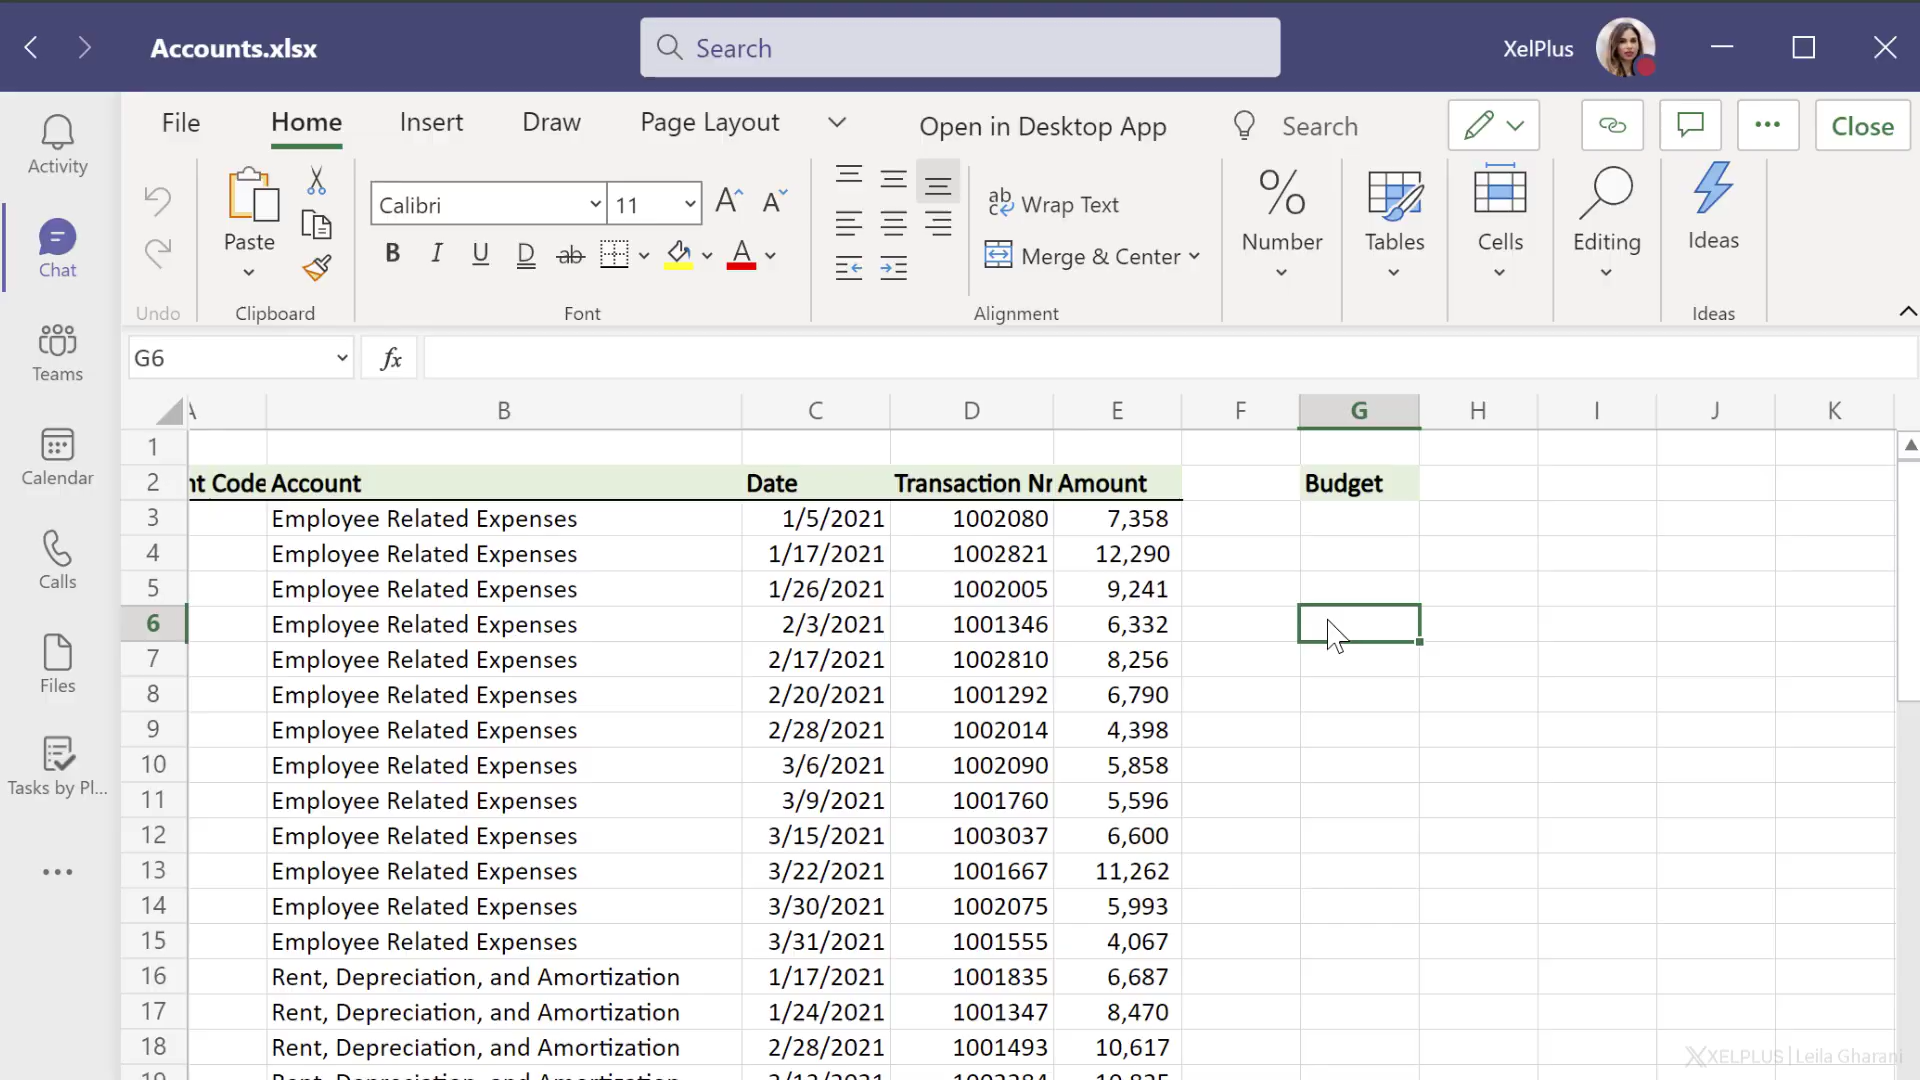 Accounts.xlsx
Search
XelPlus
File Home Insert Draw Page Layout Open in Desktop App Search Close
Activity
Chat
Teams
Calendar
Calls
Files
Tasks by Pl...
Paste
Calibri 11
B I U D ab
ab Wrap Text
Merge & Center
Number
Tables
Cells
Editing
Ideas
Undo Clipboard Font Alignment Ideas
G6 fx
A B C D E F G H I J K
1
2 nt Code Account Date Transaction Nr Amount Budget
3 Employee Related Expenses 1/5/2021 1002080 7,358
4 Employee Related Expenses 1/17/2021 1002821 12,290
5 Employee Related Expenses 1/26/2021 1002005 9,241
6 Employee Related Expenses 2/3/2021 1001346 6,332
7 Employee Related Expenses 2/17/2021 1002810 8,256
8 Employee Related Expenses 2/20/2021 1001292 6,790
9 Employee Related Expenses 2/28/2021 1002014 4,398
10 Employee Related Expenses 3/6/2021 1002090 5,858
11 Employee Related Expenses 3/9/2021 1001760 5,596
12 Employee Related Expenses 3/15/2021 1003037 6,600
13 Employee Related Expenses 3/22/2021 1001667 11,262
14 Employee Related Expenses 3/30/2021 1002075 5,993
15 Employee Related Expenses 3/31/2021 1001555 4,067
16 Rent, Depreciation, and Amortization 1/17/2021 1001835 6,687
17 Rent, Depreciation, and Amortization 1/24/2021 1001347 8,470
18 Rent, Depreciation, and Amortization 2/28/2021 1001493 10,617
XELPLUS | Leila Gharani